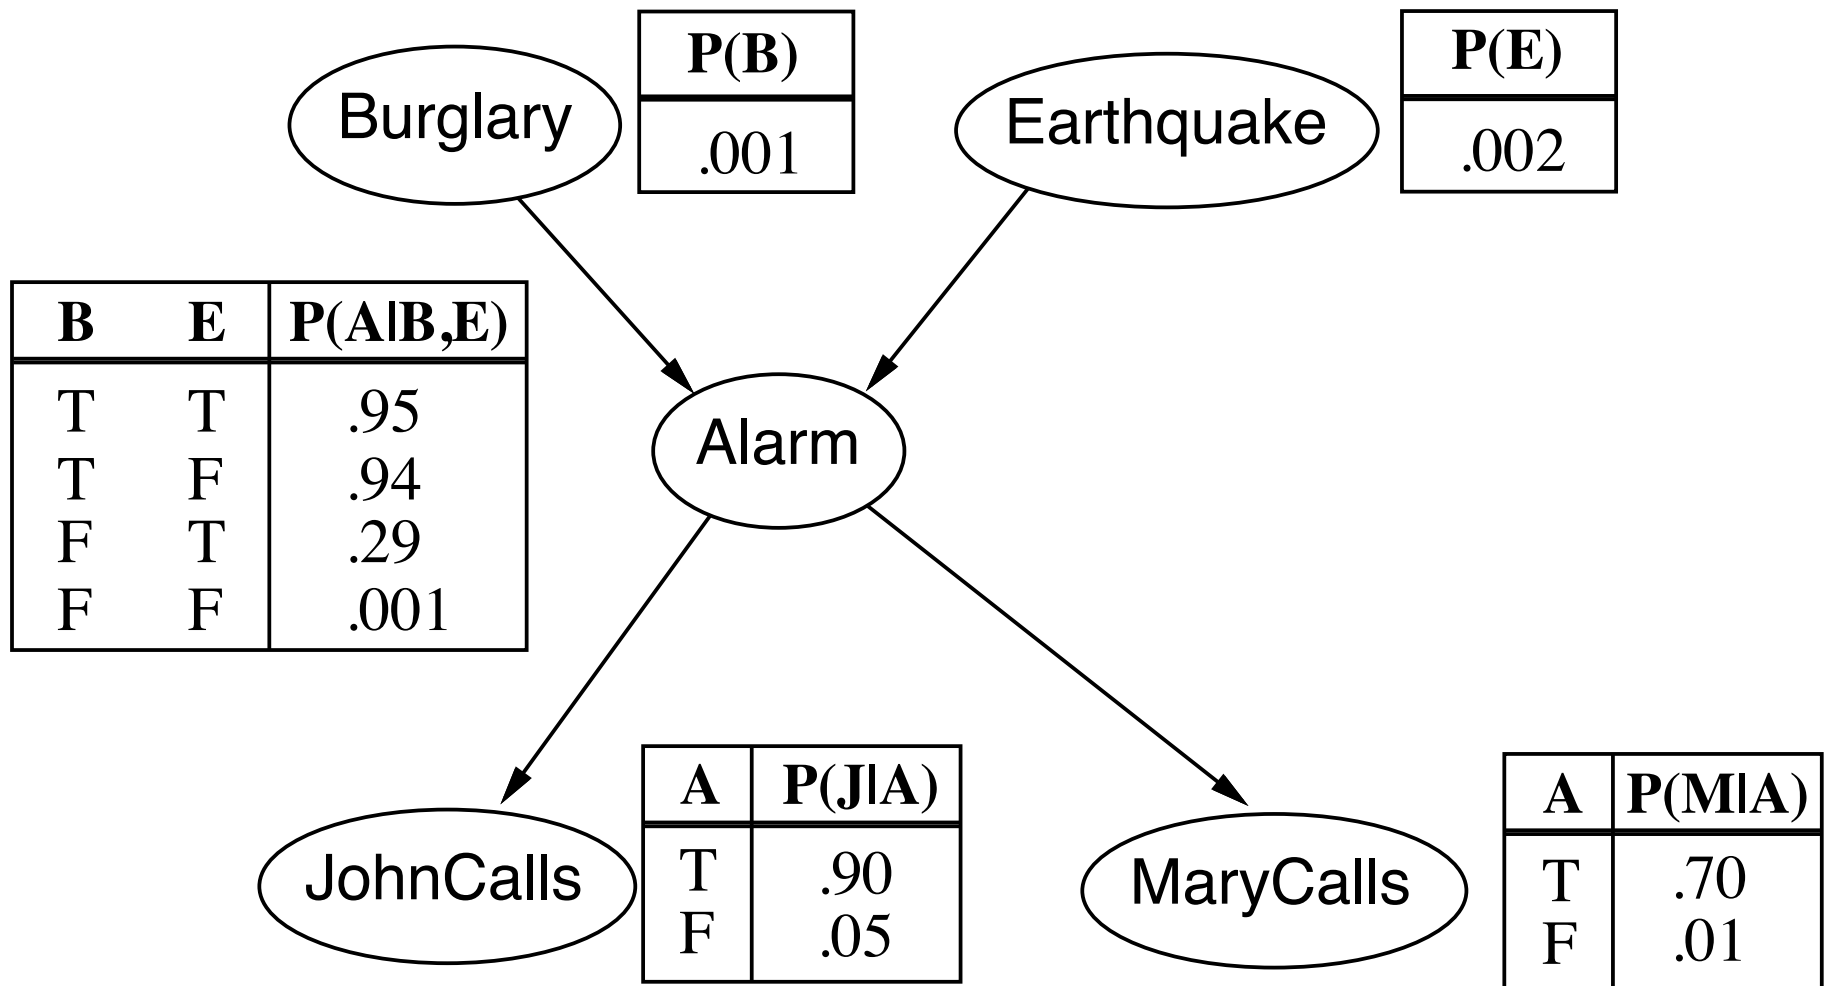 Burglary
P(B)
.001
Earthquake
P(E)
.002
B E P(A|B,E)
T T .95
T F .94
F T .29
F F .001
Alarm
JohnCalls
A P(J|A)
T .90
F .05
MaryCalls
A P(M|A)
T .70
F .01